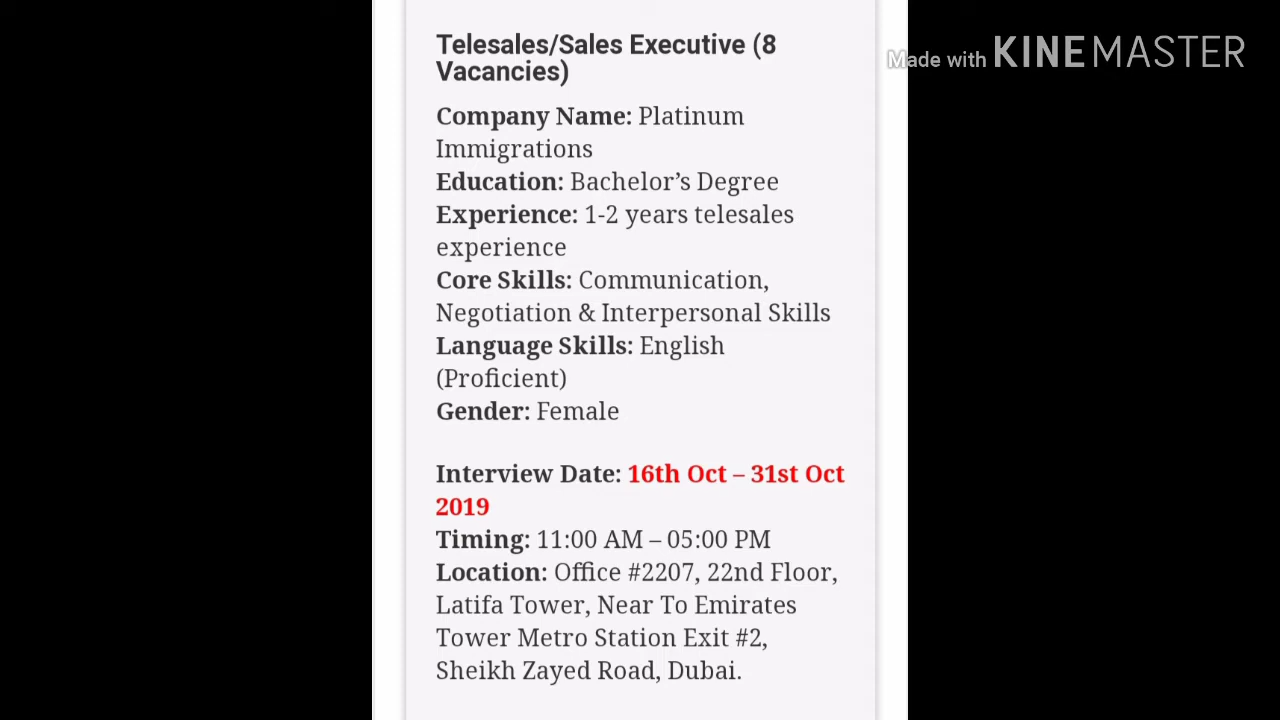 Telesales/Sales Executive (8
Vacancies)
Made with KINEMASTER
Company Name: Platinum
Immigrations
Education: Bachelor’s Degree
Experience: 1-2 years telesales
experience
Core Skills: Communication,
Negotiation & Interpersonal Skills
Language Skills: English
(Proficient)
Gender: Female
Interview Date: 16th Oct – 31st Oct
2019
Timing: 11:00 AM – 05:00 PM
Location: Office #2207, 22nd Floor,
Latifa Tower, Near To Emirates
Tower Metro Station Exit #2,
Sheikh Zayed Road, Dubai.